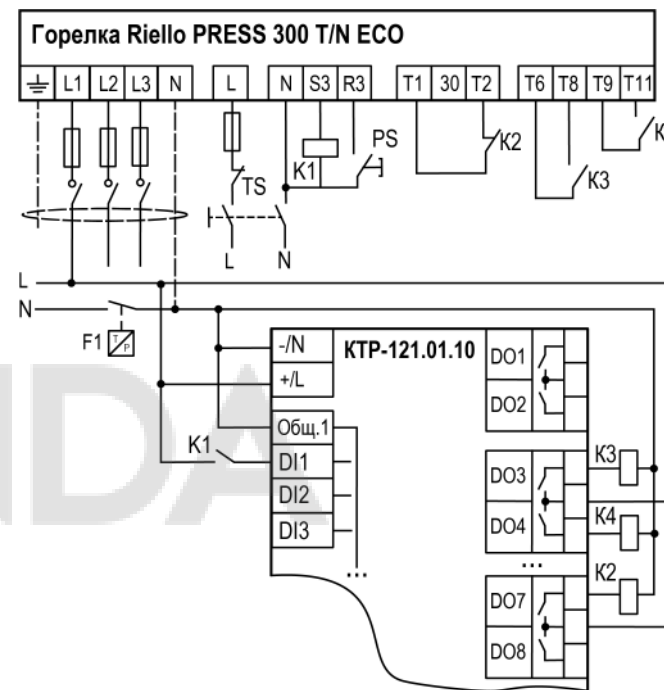 Горелка Riello PRESS 300 T/N ECO
L1 L2 L3 N L N S3 R3 T1 30 T2 T6 T8 T9 T11
PS
K2
K
TS
K1
K3
L N
L
N
F1 T P
-/N КТР-121.01.10 DO1
+/L
DO2
Общ.1
K1
DI1
K3
DI2
DO3
DI3
DO4
K4
...
...
K2
DO7
DO8
NDA